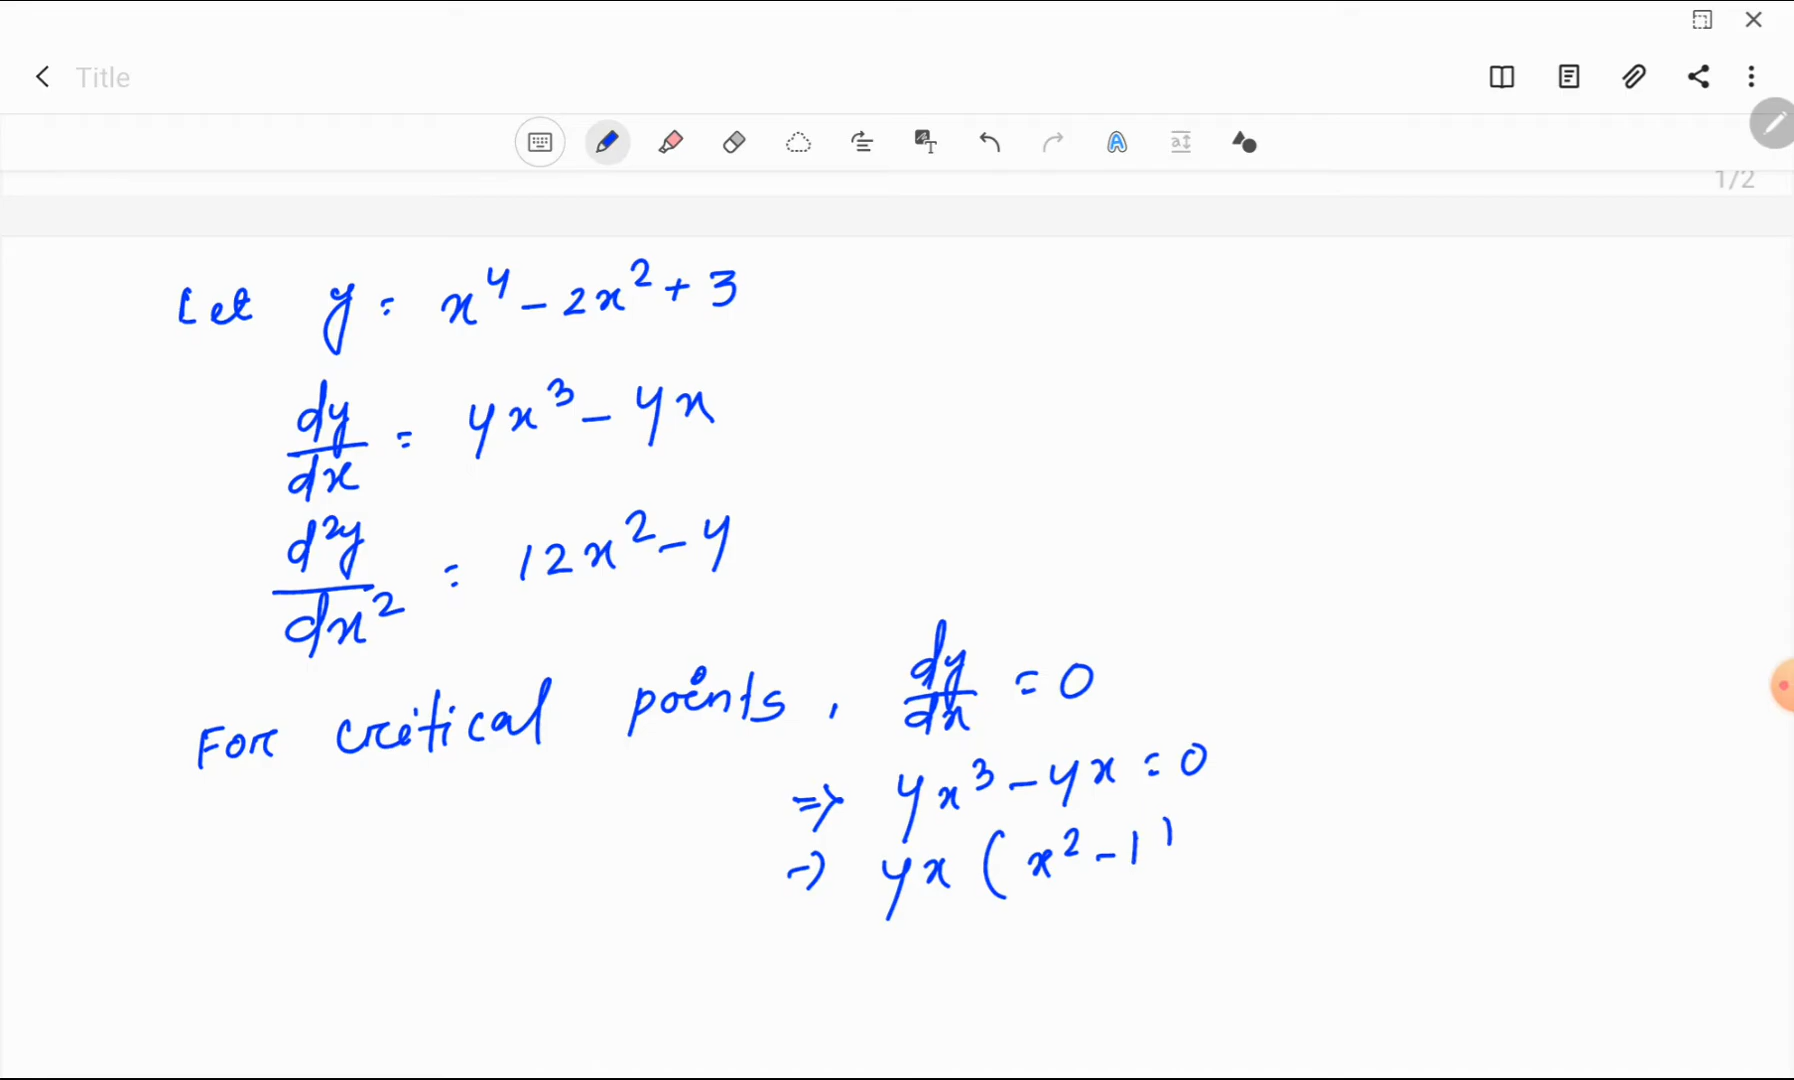 Title
1/2
Let y = x⁴ - 2x² + 3
dy/dx = 4x³ - 4x
d²y/dx² = 12x² - 4
For critical points, dy/dx = 0
=> 4x³ - 4x = 0
=> 4x (x² - 1)